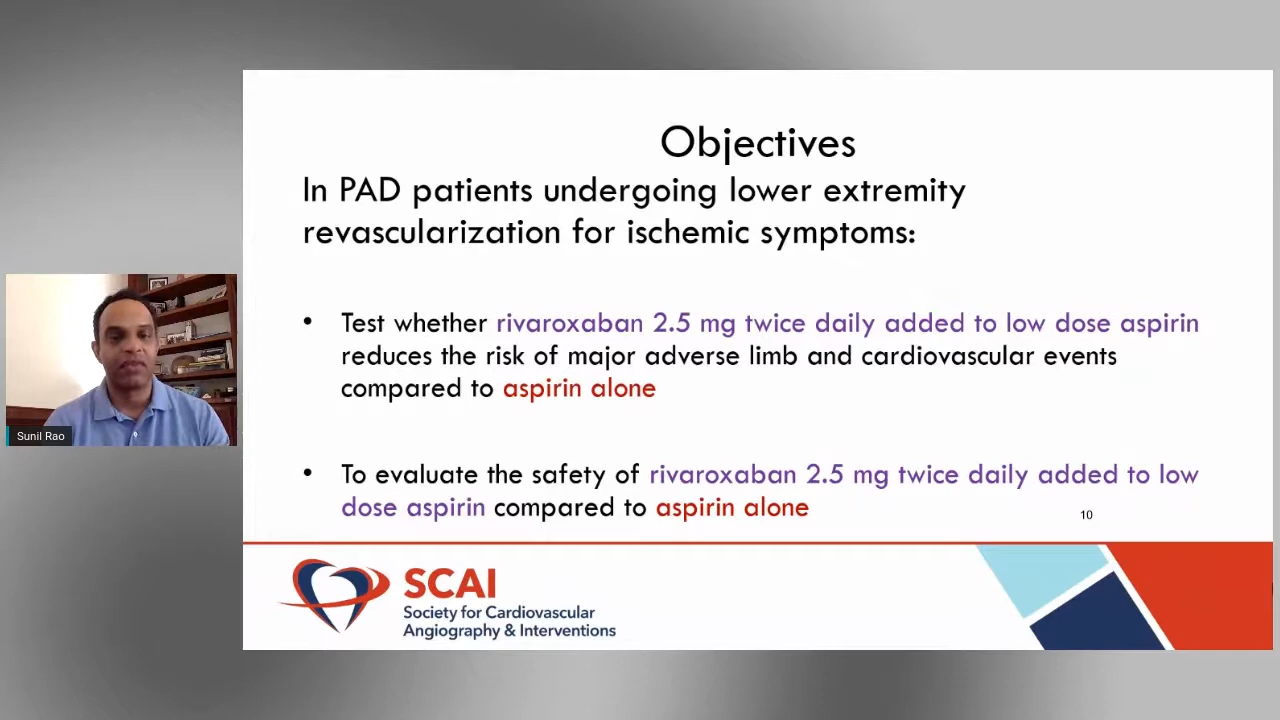 Objectives
In PAD patients undergoing lower extremity
revascularization for ischemic symptoms:
• Test whether rivaroxaban 2.5 mg twice daily added to low dose aspirin
reduces the risk of major adverse limb and cardiovascular events
compared to aspirin alone
• To evaluate the safety of rivaroxaban 2.5 mg twice daily added to low
dose aspirin compared to aspirin alone
10
Sunil Rao
SCAI
Society for Cardiovascular
Angiography & Interventions